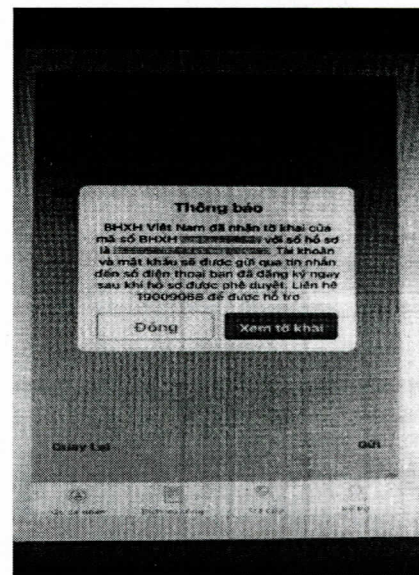 Thông báo
BHXH Việt Nam đã nhận tờ khai của
mã số BHXH với số hồ sơ
là Tài khoản
và mật khẩu sẽ được gửi qua tin nhắn
đến số điện thoại bạn đã đăng ký ngay
sau khi hồ sơ được phê duyệt. Liên hệ
19009068 để được hỗ trợ
Đóng Xem tờ khai
Quay Lại Gửi